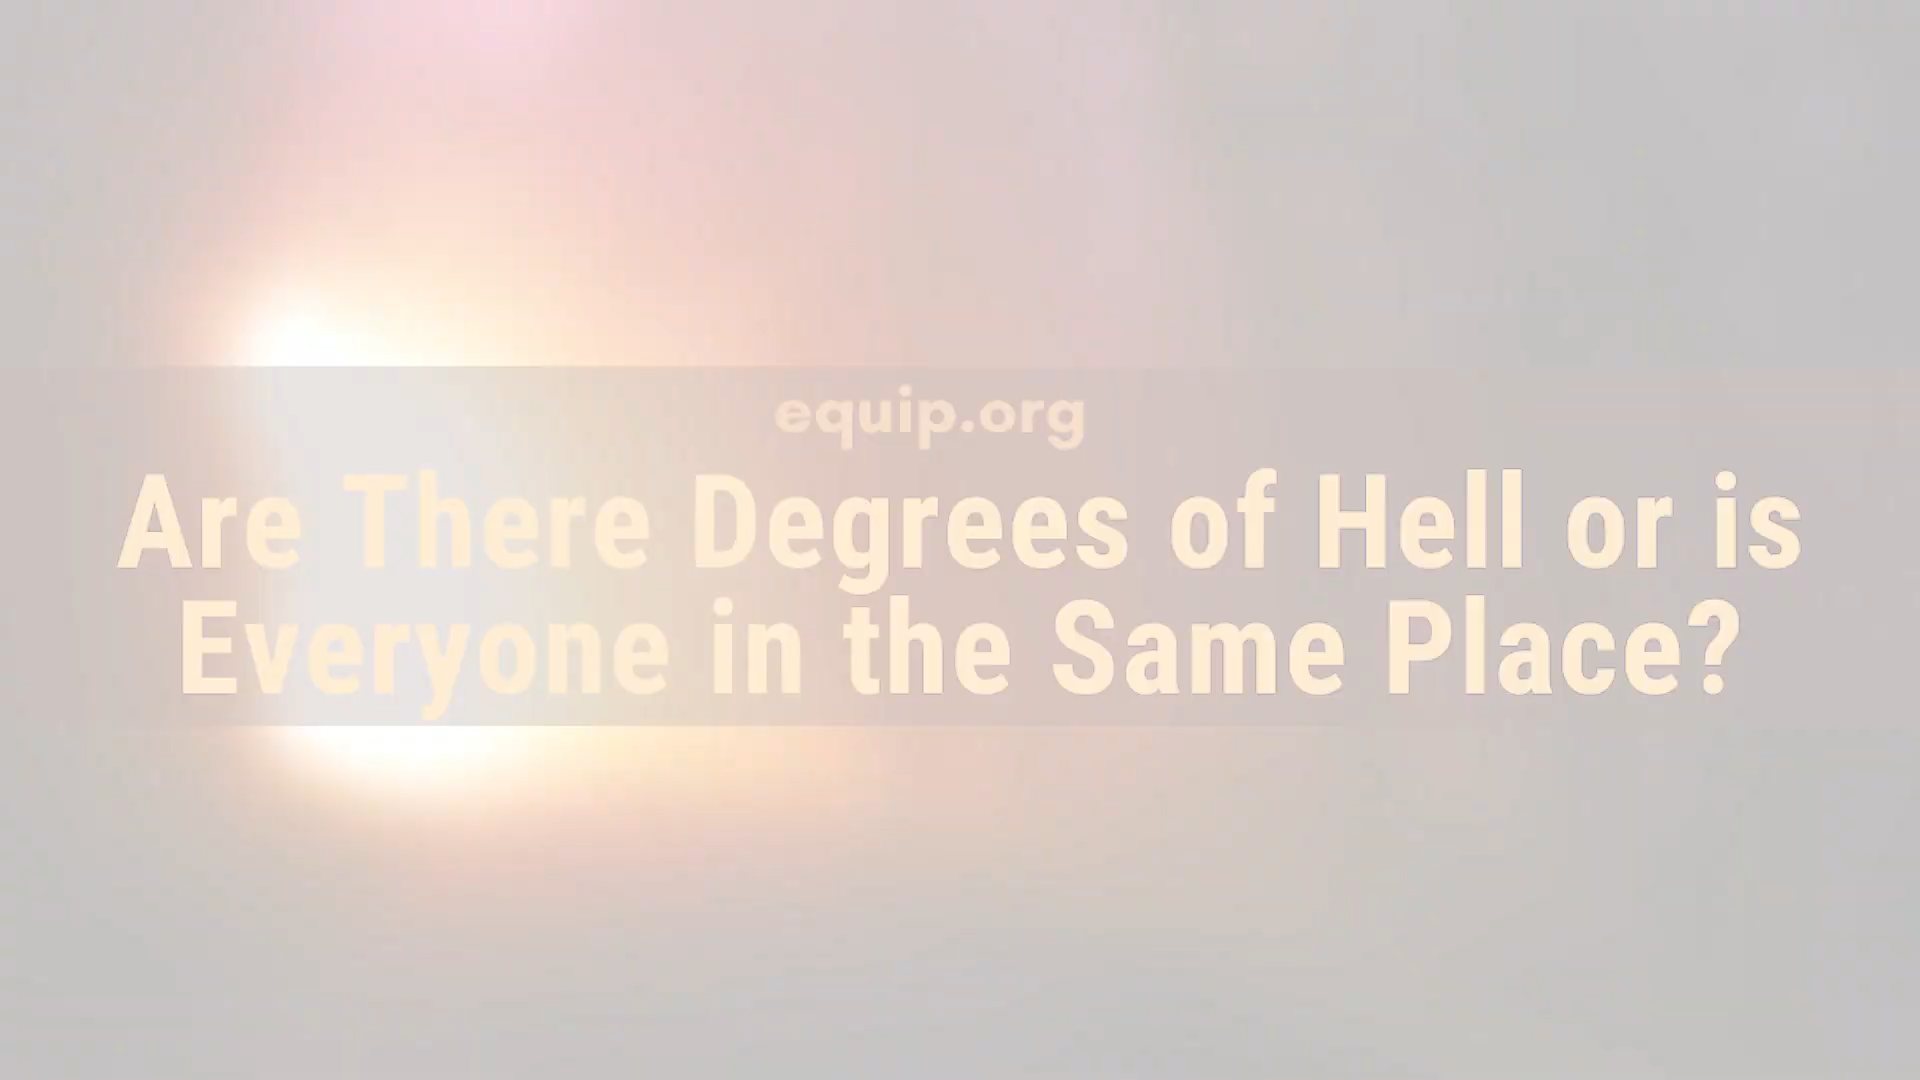 equip.org
Are There Degrees of Hell or is
Everyone in the Same Place?